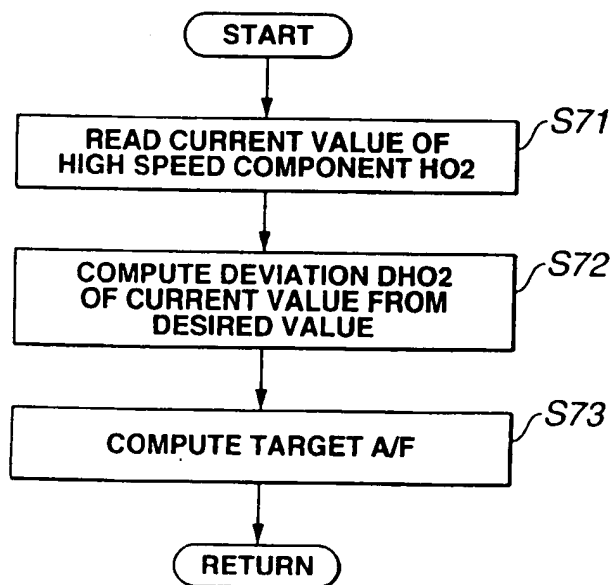 START
READ CURRENT VALUE OF
HIGH SPEED COMPONENT HO2
S71
COMPUTE DEVIATION DHO2
OF CURRENT VALUE FROM
DESIRED VALUE
S72
COMPUTE TARGET A/F
S73
RETURN